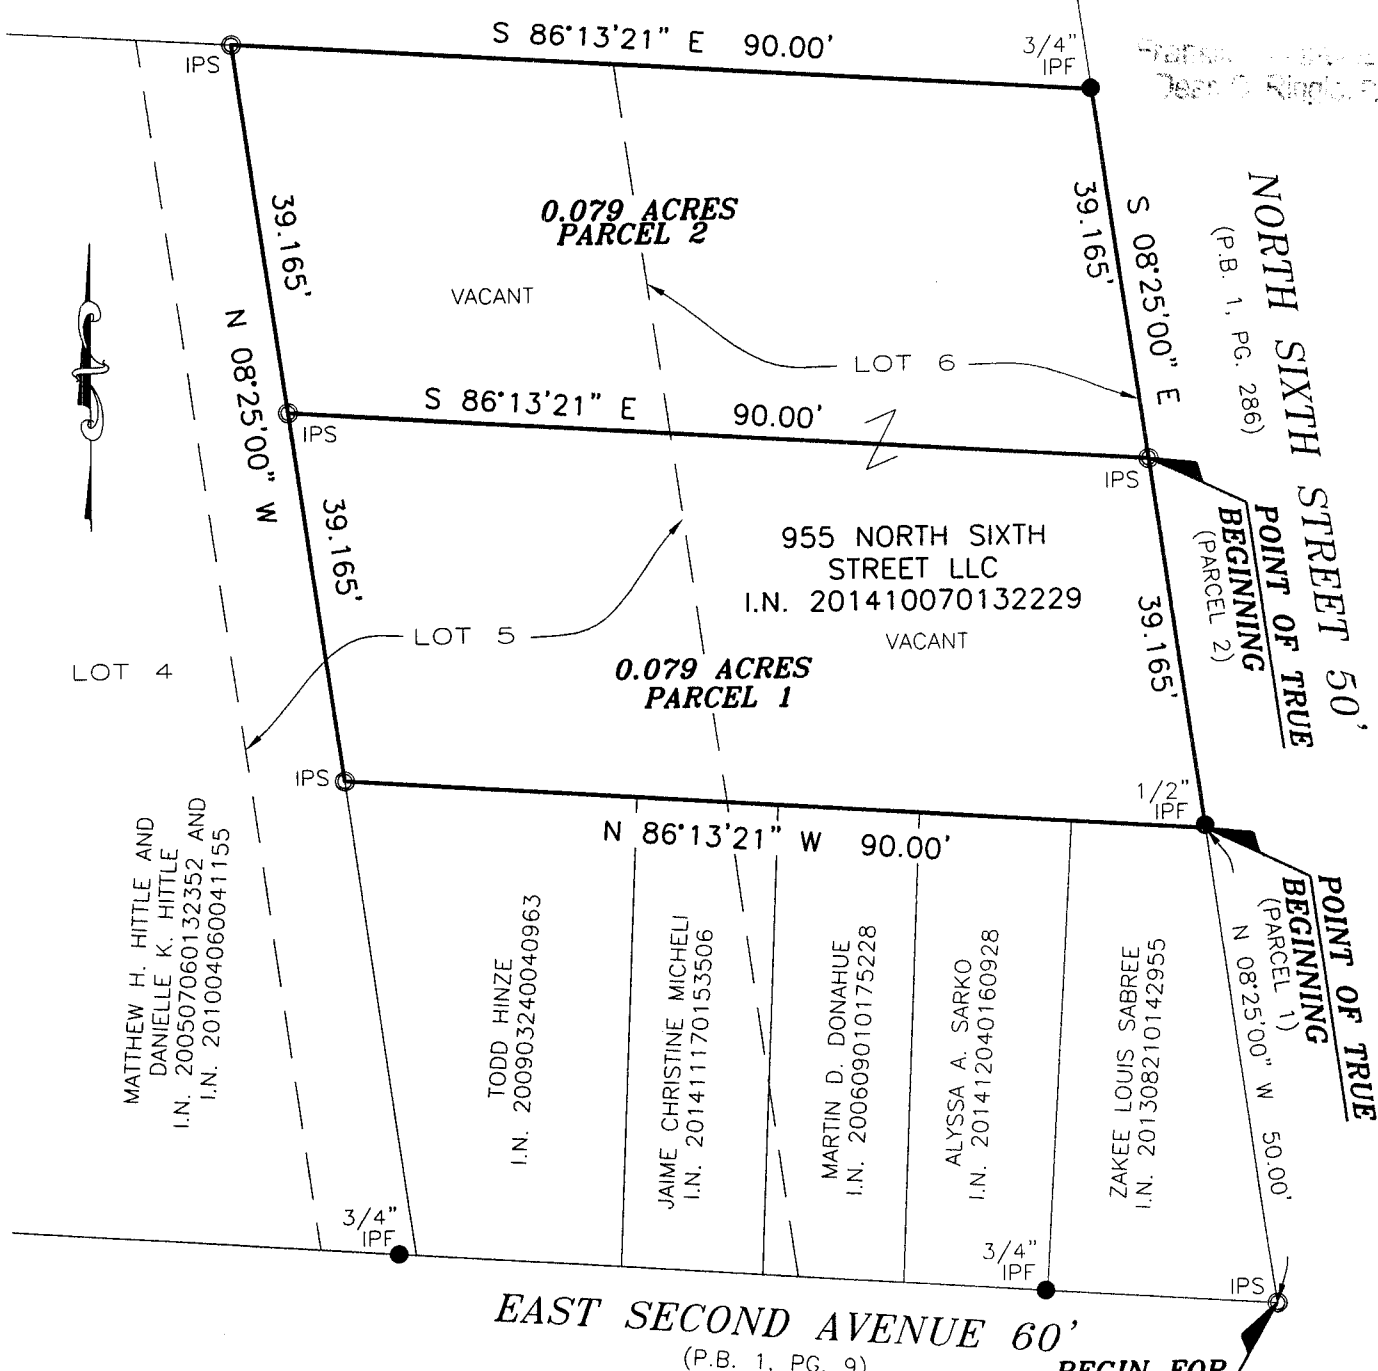 S 86°13'21" E 90.00'
IPS
3/4"
IPF
Dean
39.165'
39.165'
S 08°25'00" E
NORTH SIXTH STREET 50'
(P.B. 1, PG. 286)
0.079 ACRES
PARCEL 2
VACANT
LOT 6
N 08°25'00" W
S 86°13'21" E 90.00'
IPS
IPS
POINT OF TRUE
BEGINNING
(PARCEL 2)
955 NORTH SIXTH
STREET LLC
I.N. 201410070132229
VACANT
39.165'
39.165'
LOT 5
LOT 4
0.079 ACRES
PARCEL 1
IPS
1/2"
IPF
N 86°13'21" W 90.00'
POINT OF TRUE
BEGINNING
(PARCEL 1)
N 08°25'00" W 50.00'
MATTHEW H. HITTLE AND
DANIELLE K. HITTLE
I.N. 200507060132352 AND
I.N. 201004060041155
TODD HINZE
I.N. 200903240040963
JAIME CHRISTINE MICHELI
I.N. 201411170153506
MARTIN D. DONAHUE
I.N. 200609010175228
ALYSSA A. SARKO
I.N. 201412040160928
ZAKEE LOUIS SABREE
I.N. 201308210142955
3/4"
IPF
3/4"
IPF
IPS
EAST SECOND AVENUE 60'
(P.B. 1, PG. 9)
BEGIN FOR